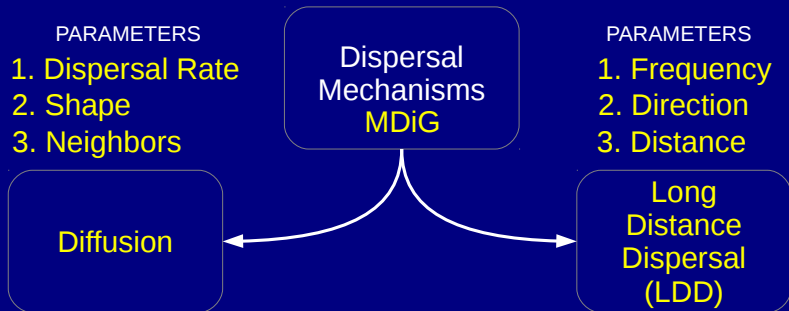 PARAMETERS
1. Dispersal Rate
2. Shape
3. Neighbors
Dispersal
Mechanisms
MDiG
PARAMETERS
1. Frequency
2. Direction
3. Distance
Diffusion
Long
Distance
Dispersal
(LDD)